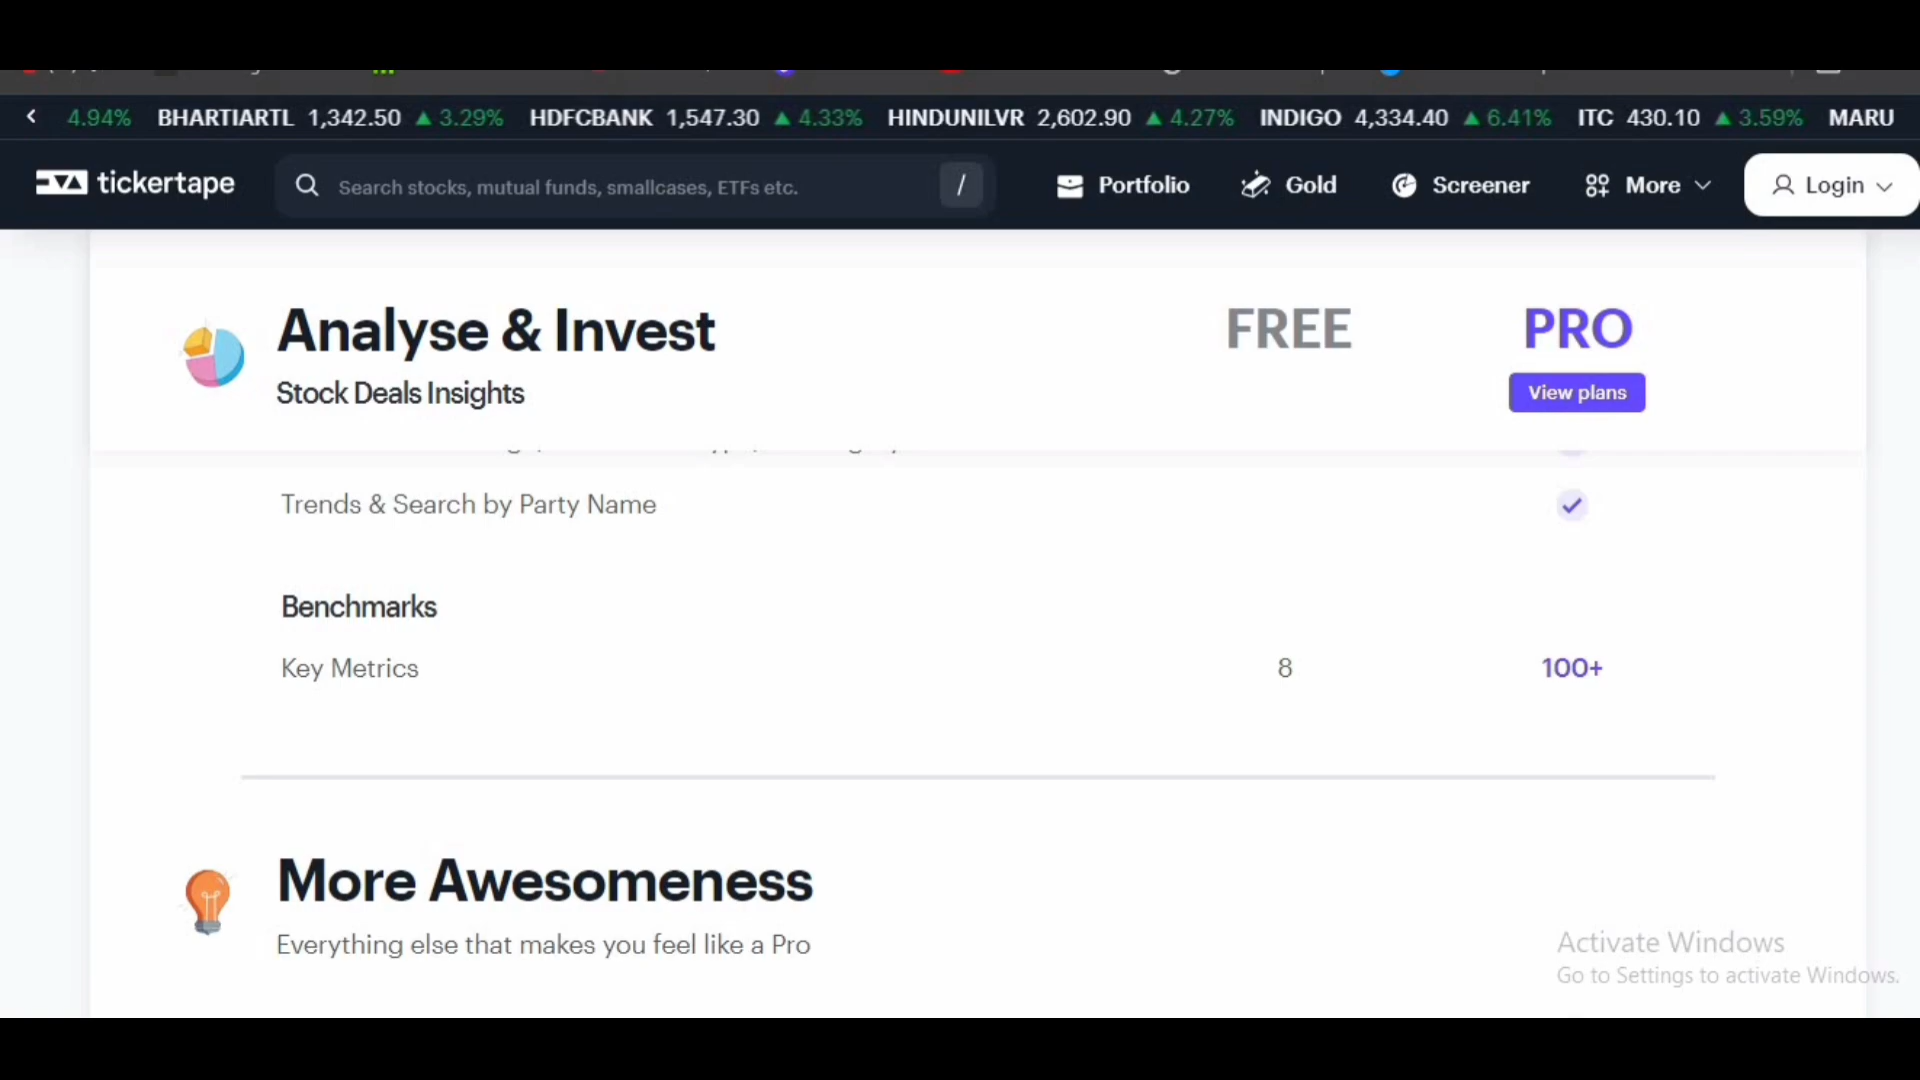 4.94% BHARTIARTL 1,342.50 ▲ 3.29% HDFCBANK 1,547.30 ▲ 4.33% HINDUNILVR 2,602.90 ▲ 4.27% INDIGO 4,334.40 ▲ 6.41% ITC 430.10 ▲ 3.59% MARU
tickertape Search stocks, mutual funds, smallcases, ETFs etc. / Portfolio Gold Screener More Login
Analyse & Invest FREE PRO
Stock Deals Insights View plans
Trends & Search by Party Name
Benchmarks
Key Metrics 8 100+
More Awesomeness
Everything else that makes you feel like a Pro
Activate Windows
Go to Settings to activate Windows.